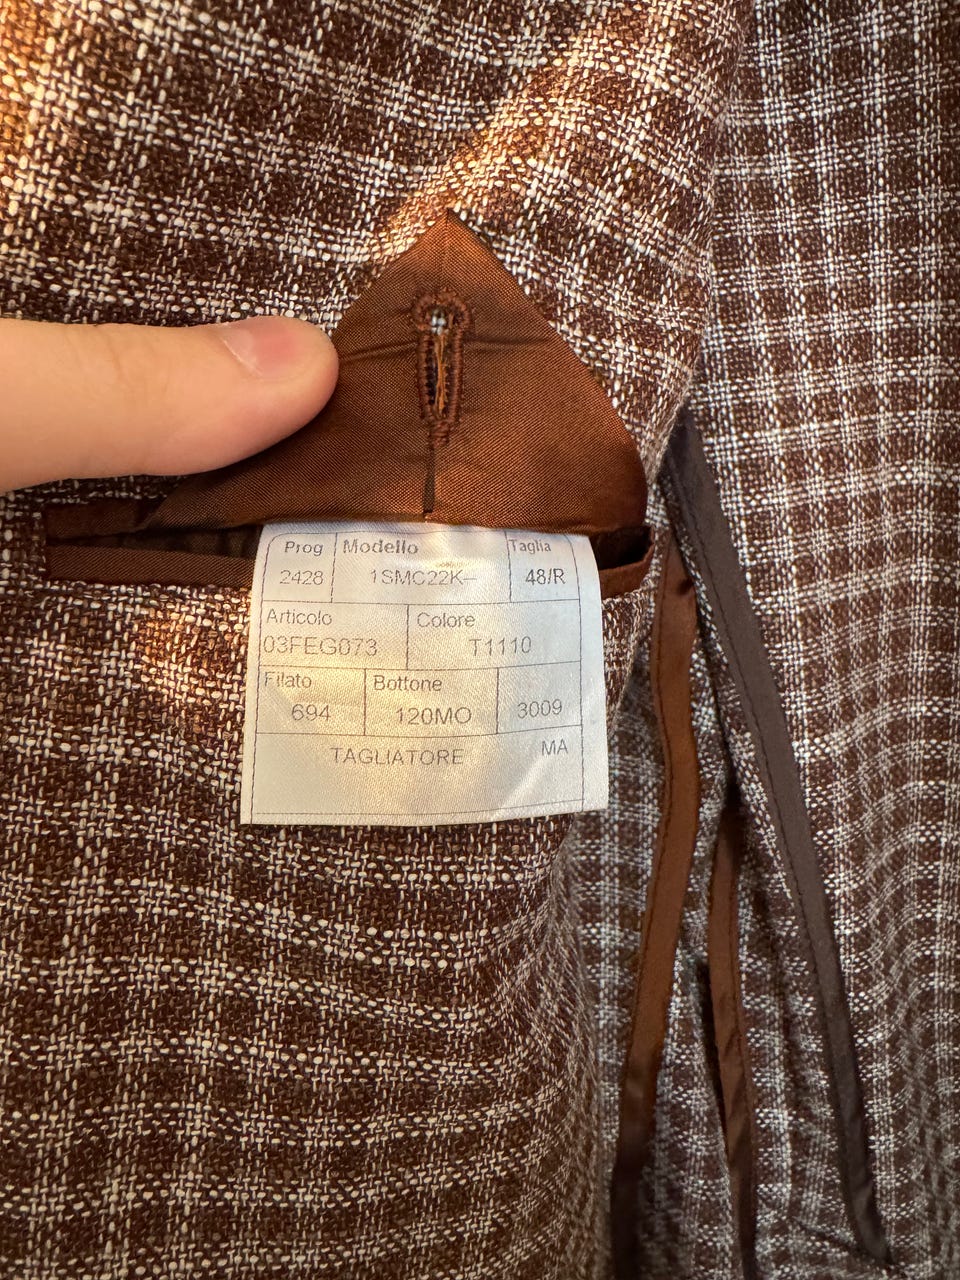 Prog Modello Taglia
2428 1SMC22K– 48/R
Articolo Colore
03FEG073 T1110
Filato Bottone
694 120MO 3009
TAGLIATORE MA